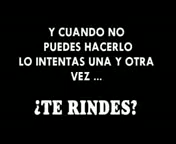 Y CUANDO NO
PUEDES HACERLO
LO INTENTAS UNA Y OTRA
VEZ ...
¿TE RINDES?